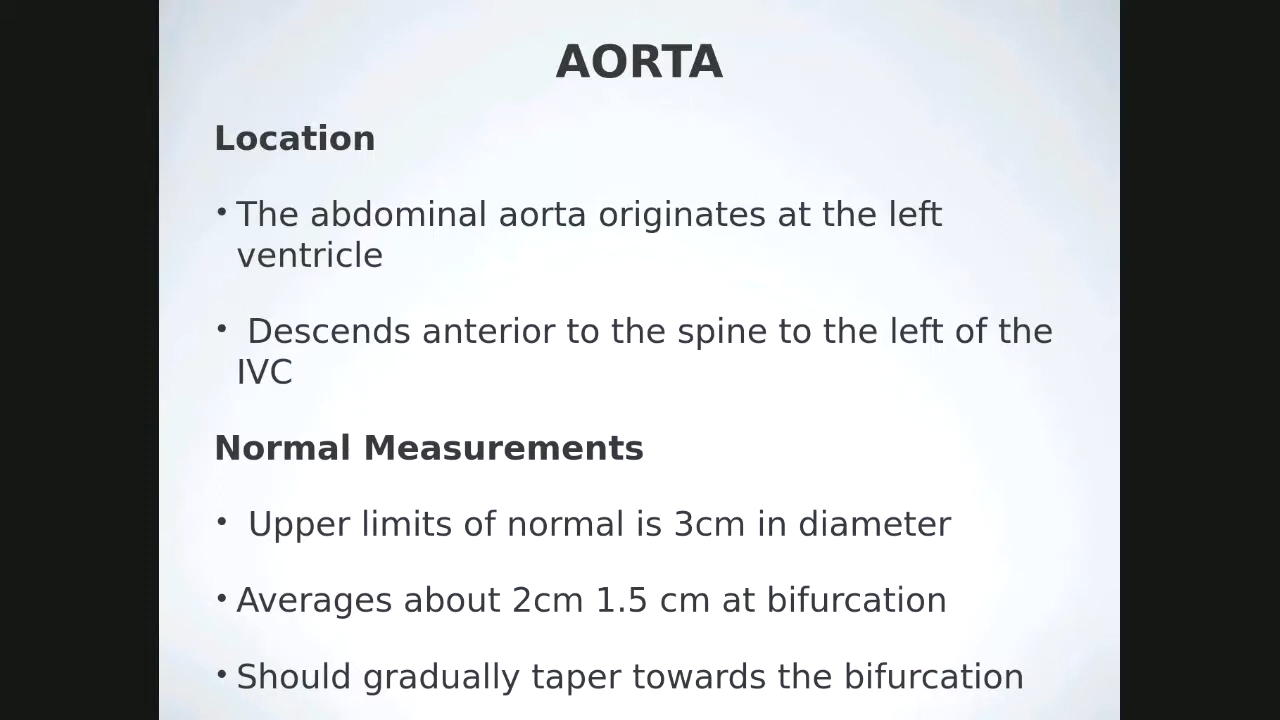 AORTA
Location
• The abdominal aorta originates at the left
ventricle
• Descends anterior to the spine to the left of the
IVC
Normal Measurements
• Upper limits of normal is 3cm in diameter
• Averages about 2cm 1.5 cm at bifurcation
• Should gradually taper towards the bifurcation